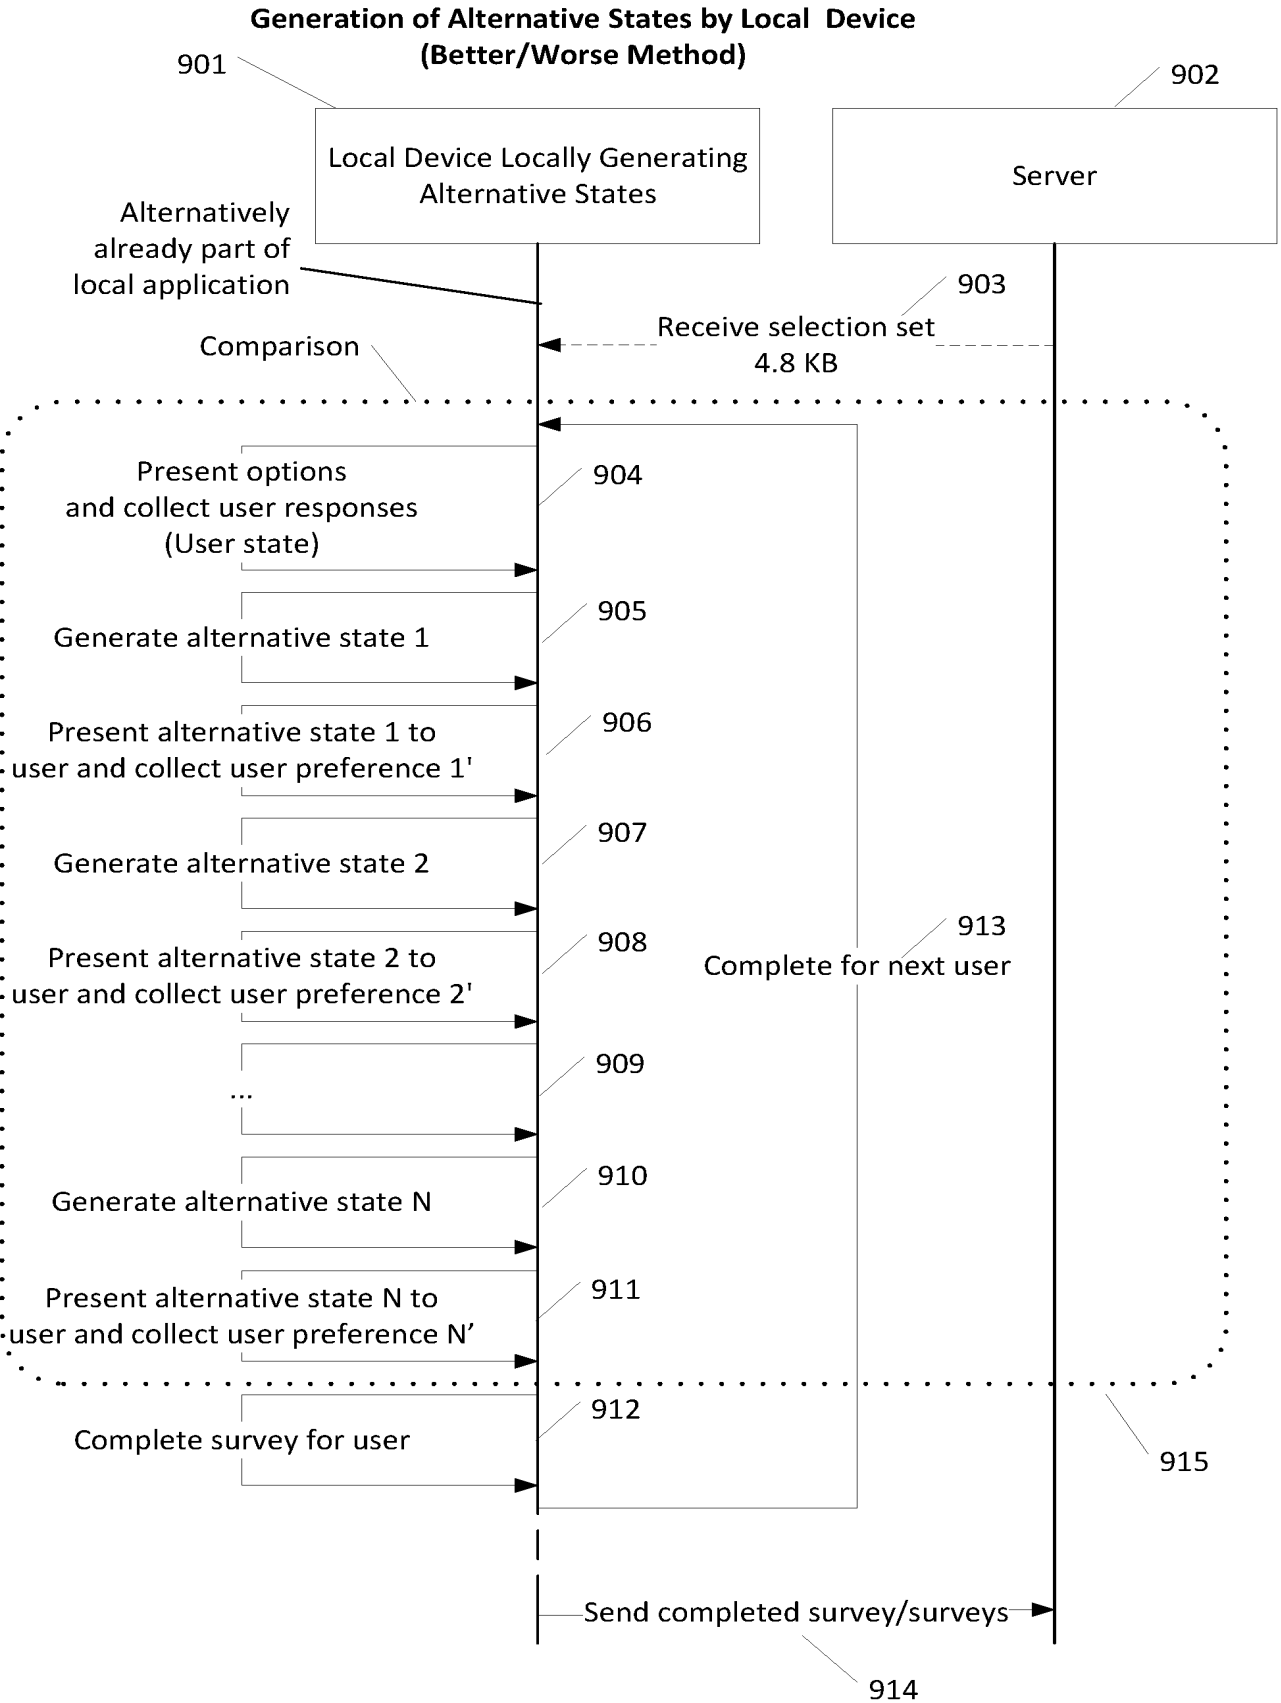 Generation of Alternative States by Local Device
(Better/Worse Method)
901
902
Local Device Locally Generating
Alternative States
Server
Alternatively
already part of
local application
903
Receive selection set
4.8 KB
Comparison
Present options
and collect user responses
(User state)
904
Generate alternative state 1
905
Present alternative state 1 to
user and collect user preference 1'
906
Generate alternative state 2
907
Present alternative state 2 to
user and collect user preference 2'
908
913
Complete for next user
...
909
Generate alternative state N
910
Present alternative state N to
user and collect user preference N’
911
Complete survey for user
912
915
Send completed survey/surveys
914